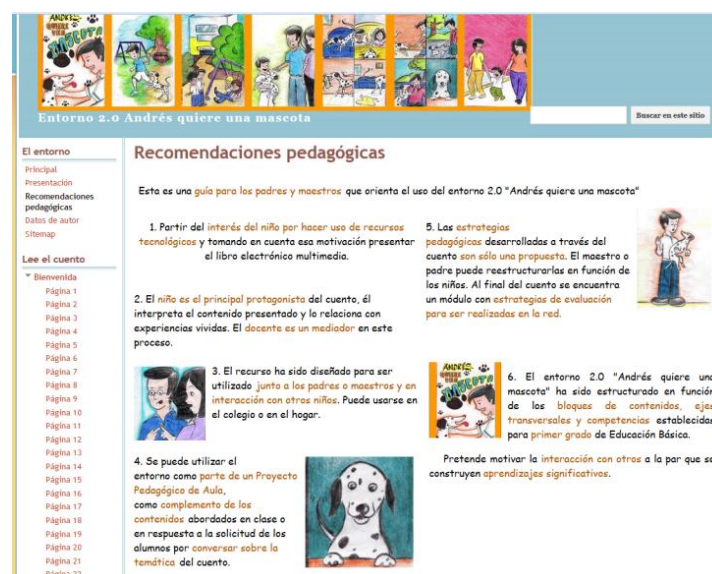 ANDRÉS
QUIERE UNA
MASCOTA
Entorno 2.0 Andrés quiere una mascota
Buscar en este sitio
El entorno
Principal
Presentación
Recomendaciones
pedagógicas
Datos de autor
Sitemap
Lee el cuento
Bienvenida
Página 1
Página 2
Página 3
Página 4
Página 5
Página 6
Página 7
Página 8
Página 9
Página 10
Página 11
Página 12
Página 13
Página 14
Página 15
Página 16
Página 17
Página 18
Página 19
Página 20
Página 21
Página 22
Recomendaciones pedagógicas
Esta es una guía para los padres y maestros que orienta el uso del entorno 2.0 "Andrés quiere una mascota"
1. Partir del interés del niño por hacer uso de recursos
tecnológicos y tomando en cuenta esa motivación presentar
el libro electrónico multimedia.
2. El niño es el principal protagonista del cuento, él
interpreta el contenido presentado y lo relaciona con
experiencias vividas. El docente es un mediador en este
proceso.
3. El recurso ha sido diseñado para ser
utilizado junto a los padres o maestros y en
interacción con otros niños. Puede usarse en
el colegio o en el hogar.
4. Se puede utilizar el
entorno como parte de un Proyecto
Pedagógico de Aula,
como complemento de los
contenidos abordados en clase o
en respuesta a la solicitud de los
alumnos por conversar sobre la
temática del cuento.
5. Las estrategias
pedagógicas desarrolladas a través del
cuento son sólo una propuesta. El maestro o
padre puede reestructurarlas en función de
los niños. Al final del cuento se encuentra
un módulo con estrategias de evaluación
para ser realizadas en la red.
ANDRÉS
QUIERE UNA
MASCOTA
6. El entorno 2.0 "Andrés quiere una
mascota" ha sido estructurado en función
de los bloques de contenidos, ejes
transversales y competencias establecidas
para primer grado de Educación Básica.
Pretende motivar la interacción con otros a la par que se
construyen aprendizajes significativos.